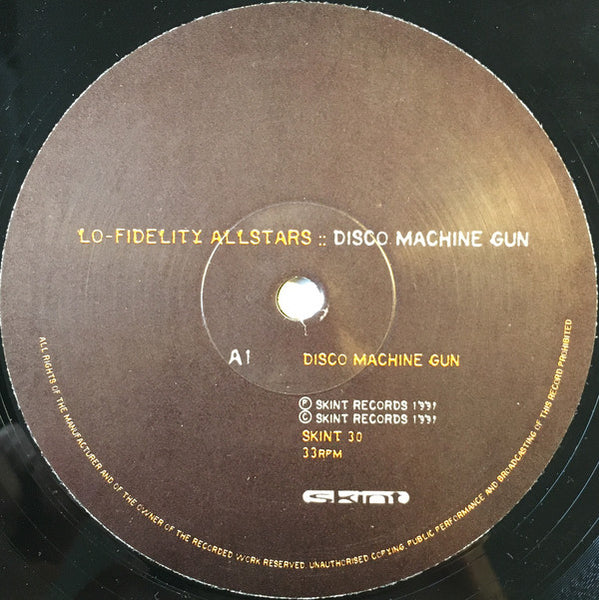 LO-FIDELITY ALLSTARS :: DISCO MACHINE GUN
A1 DISCO MACHINE GUN
Ⓟ SKINT RECORDS 1997
© SKINT RECORDS 1997
SKINT 30
33RPM
SKINT
ALL RIGHTS OF THE MANUFACTURER AND OF THE OWNER OF THE RECORDED WORK RESERVED. UNAUTHORISED COPYING, PUBLIC PERFORMANCE AND BROADCASTING OF THIS RECORD PROHIBITED